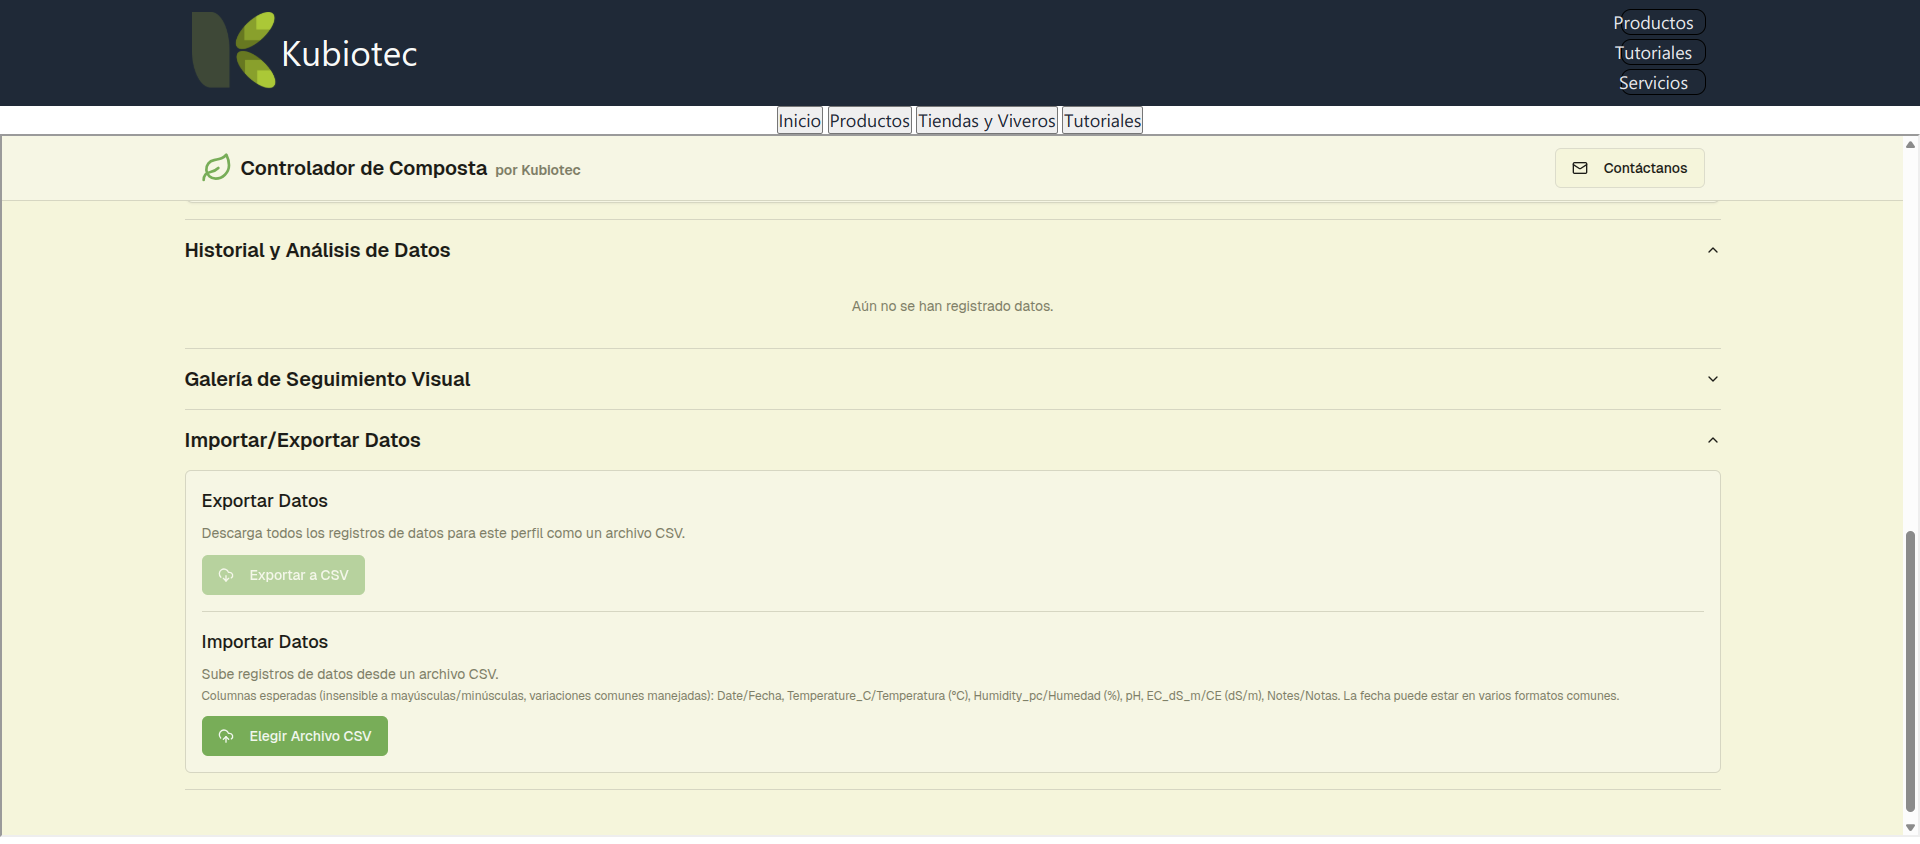 Kubiotec
Productos
Tutoriales
Servicios
Inicio Productos Tiendas y Viveros Tutoriales
Controlador de Composta por Kubiotec
Contáctanos
Historial y Análisis de Datos
Aún no se han registrado datos.
Galería de Seguimiento Visual
Importar/Exportar Datos
Exportar Datos
Descarga todos los registros de datos para este perfil como un archivo CSV.
Exportar a CSV
Importar Datos
Sube registros de datos desde un archivo CSV.
Columnas esperadas (insensible a mayúsculas/minúsculas, variaciones comunes manejadas): Date/Fecha, Temperature_C/Temperatura (°C), Humidity_pc/Humedad (%), pH, EC_dS_m/CE (dS/m), Notes/Notas. La fecha puede estar en varios formatos comunes.
Elegir Archivo CSV